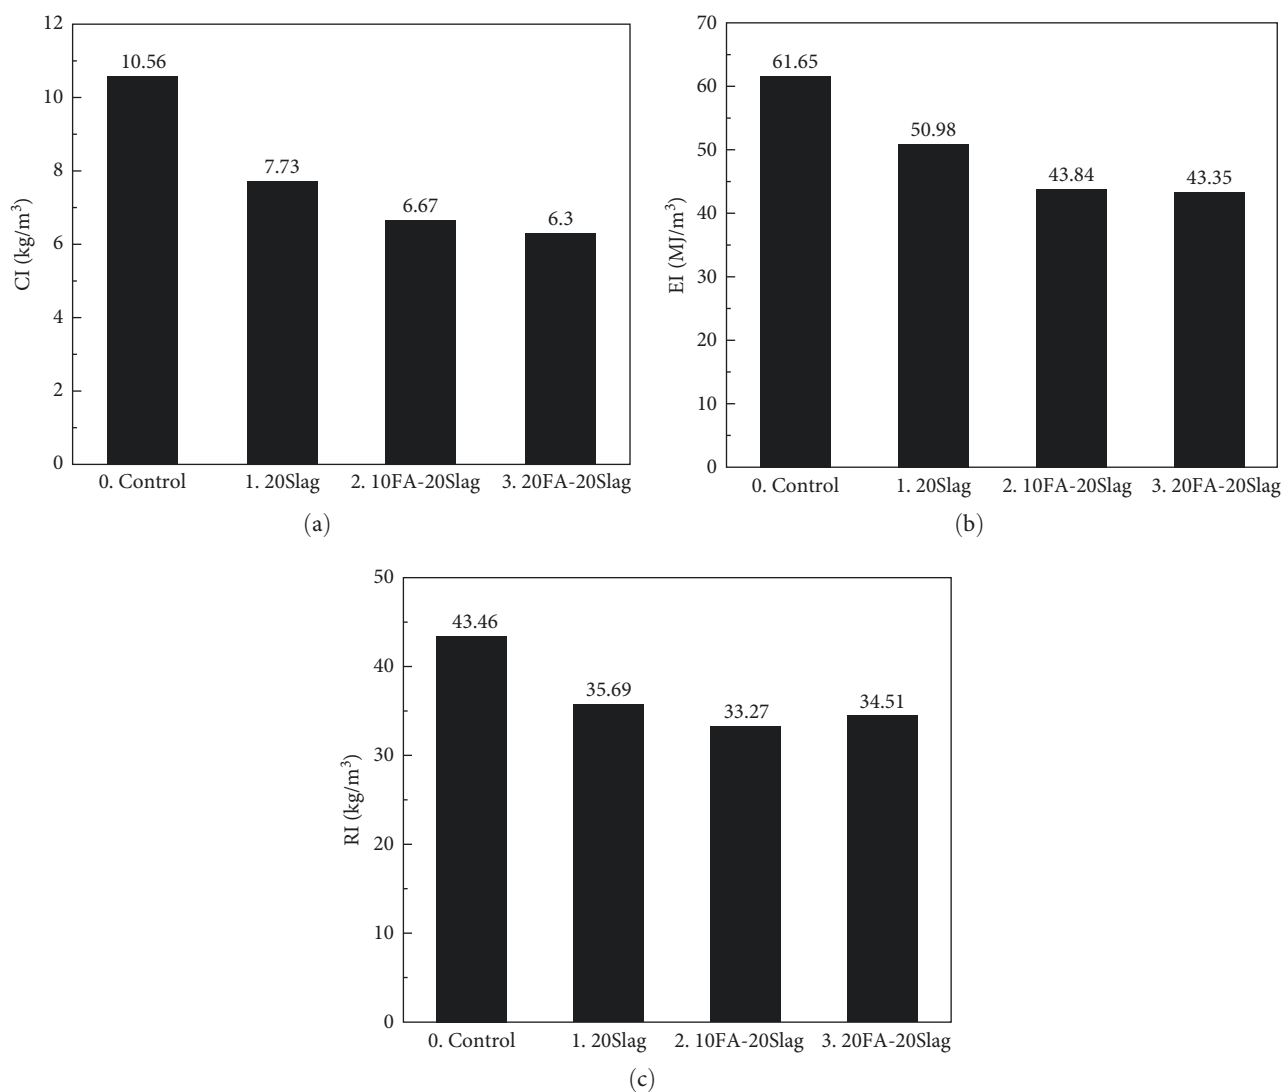 12
10
8
6
4
2
0
CI (kg/m³)
10.56
7.73
6.67
6.3
0. Control
1. 20Slag
2. 10FA-20Slag
3. 20FA-20Slag
(a)
70
60
50
40
30
20
10
0
EI (MJ/m³)
61.65
50.98
43.84
43.35
0. Control
1. 20Slag
2. 10FA-20Slag
3. 20FA-20Slag
(b)
50
40
30
20
10
0
RI (kg/m³)
43.46
35.69
33.27
34.51
0. Control
1. 20Slag
2. 10FA-20Slag
3. 20FA-20Slag
(c)